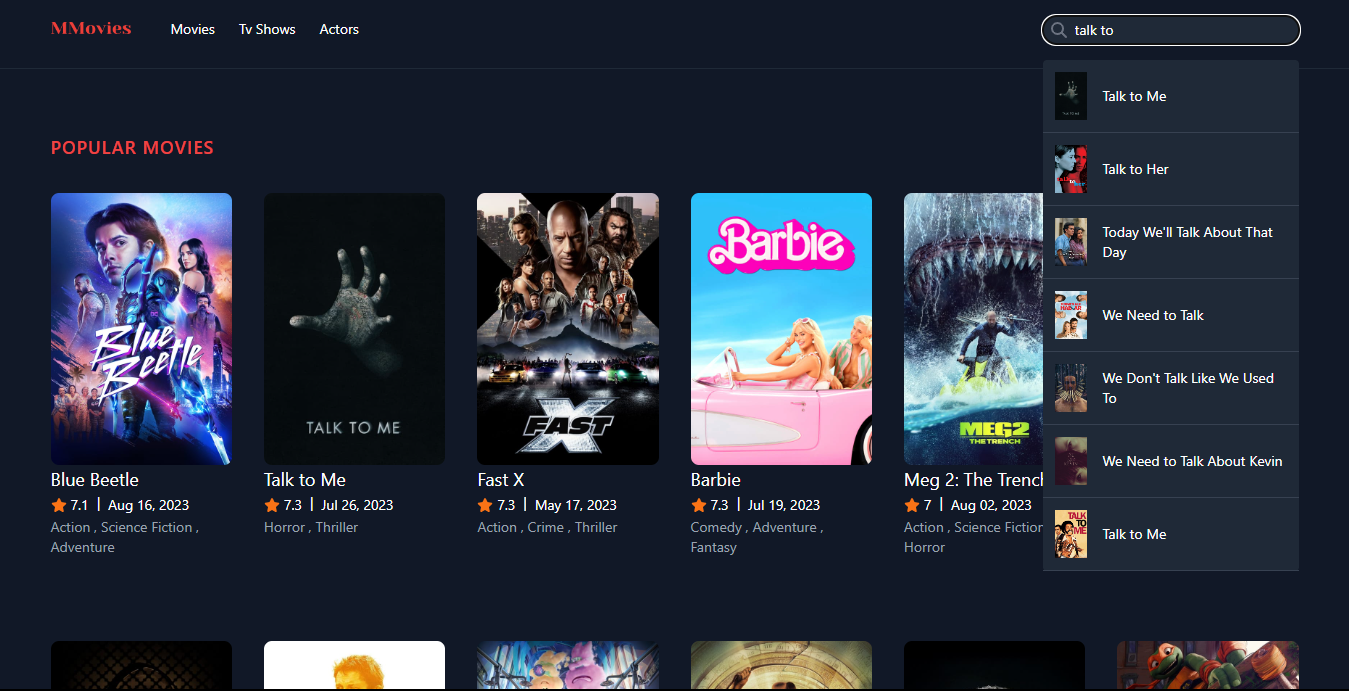 MMovies Movies Tv Shows Actors talk to
Talk to Me
Talk to Her
Today We'll Talk About That
Day
We Need to Talk
We Don't Talk Like We Used
To
We Need to Talk About Kevin
Talk to Me
POPULAR MOVIES
Blue
Beetle
TALK TO ME
FAST
X
Barbie
MEG2
THE TRENCH
TALK
TO
ME
Blue Beetle
7.1 | Aug 16, 2023
Action , Science Fiction ,
Adventure
Talk to Me
7.3 | Jul 26, 2023
Horror , Thriller
Fast X
7.3 | May 17, 2023
Action , Crime , Thriller
Barbie
7.3 | Jul 19, 2023
Comedy , Adventure ,
Fantasy
Meg 2: The Trench
7 | Aug 02, 2023
Action , Science Fiction
Horror